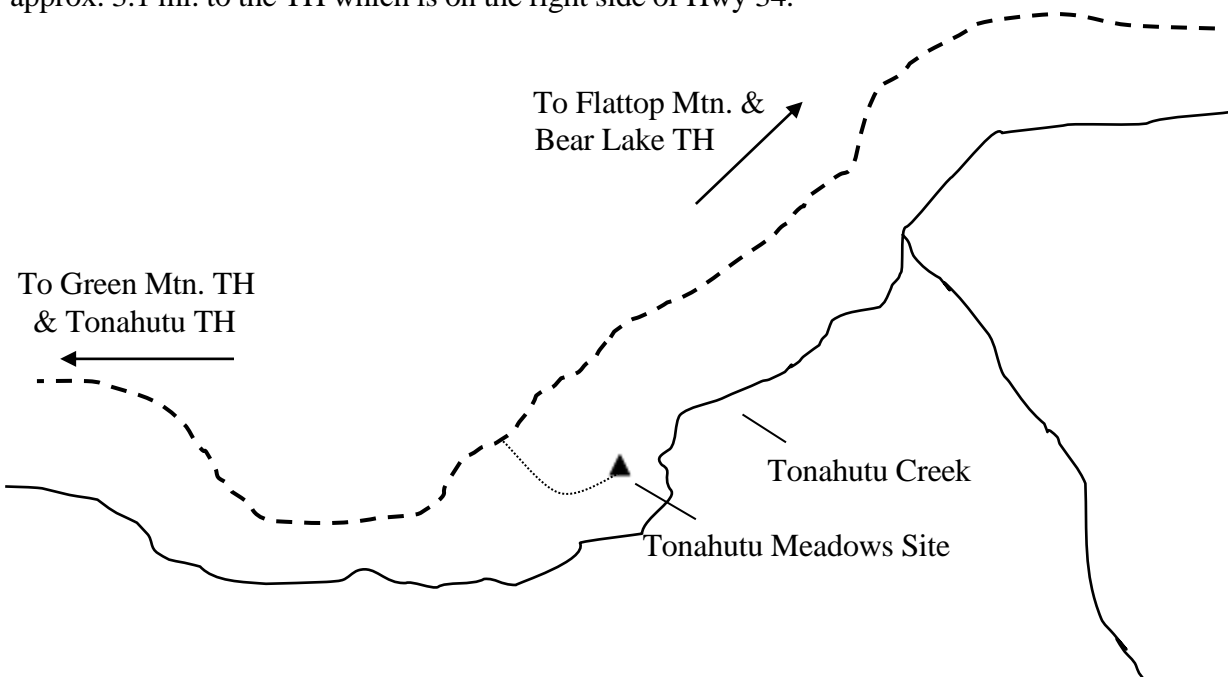 approx. 3.1 mi. to the TH which is on the right side of Hwy 34.
To Flattop Mtn. &
Bear Lake TH
To Green Mtn. TH
& Tonahutu TH
Tonahutu Creek
Tonahutu Meadows Site